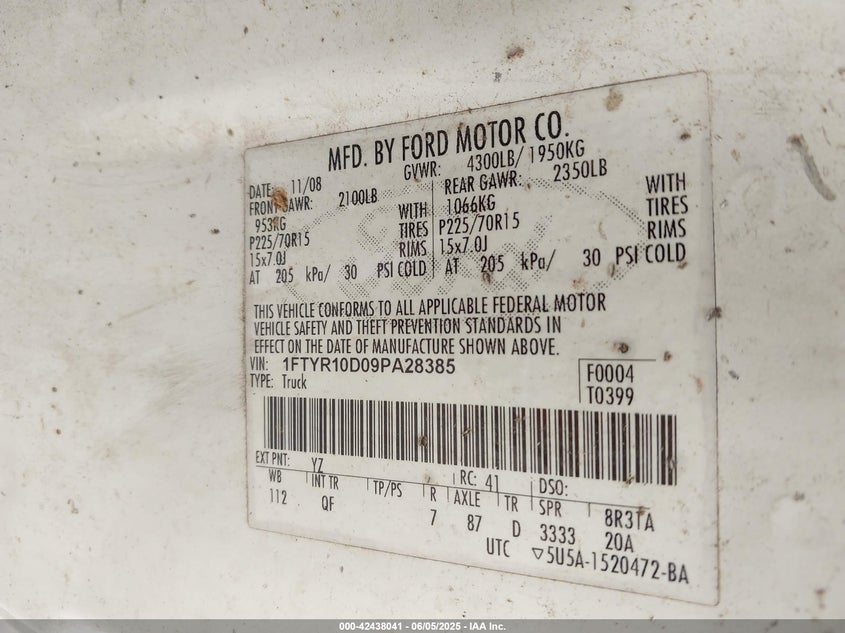 MFD. BY FORD MOTOR CO.
DATE: 11/08 GVWR: 4300LB/ 1950KG
FRONT GAWR: 2100LB REAR GAWR: 2350LB
953KG WITH 1066KG WITH
P225/70R15 TIRES P225/70R15 TIRES
15x7.0J RIMS 15x7.0J RIMS
AT 205 kPa/ 30 PSI COLD AT 205 kPa/ 30 PSI COLD
THIS VEHICLE CONFORMS TO ALL APPLICABLE FEDERAL MOTOR
VEHICLE SAFETY AND THEFT PREVENTION STANDARDS IN
EFFECT ON THE DATE OF MANUFACTURE SHOWN ABOVE.
VIN: 1FTYR10D09PA28385
TYPE: Truck
F0004
T0399
EXT PNT: YZ RC: 41 DSO:
WB INT TR TP/PS R AXLE TR SPR 8R3TA
112 QF 7 87 D 3333 20A
UTC ▽5U5A-1520472-BA
000-42438041 - 06/05/2025 - IAA Inc.